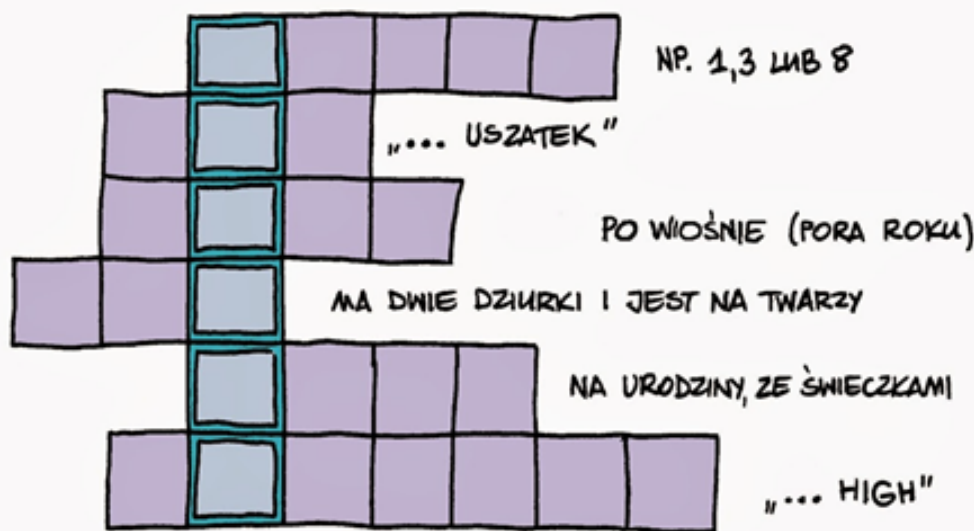 NP. 1,3 LUB 8
„... USZATEK"
PO WIOŚNIE (PORA ROKU)
MA DWIE DZIURKI I JEST NA TWARZY
NA URODZINY, ZE ŚWIECZKAMI
„... HIGH"